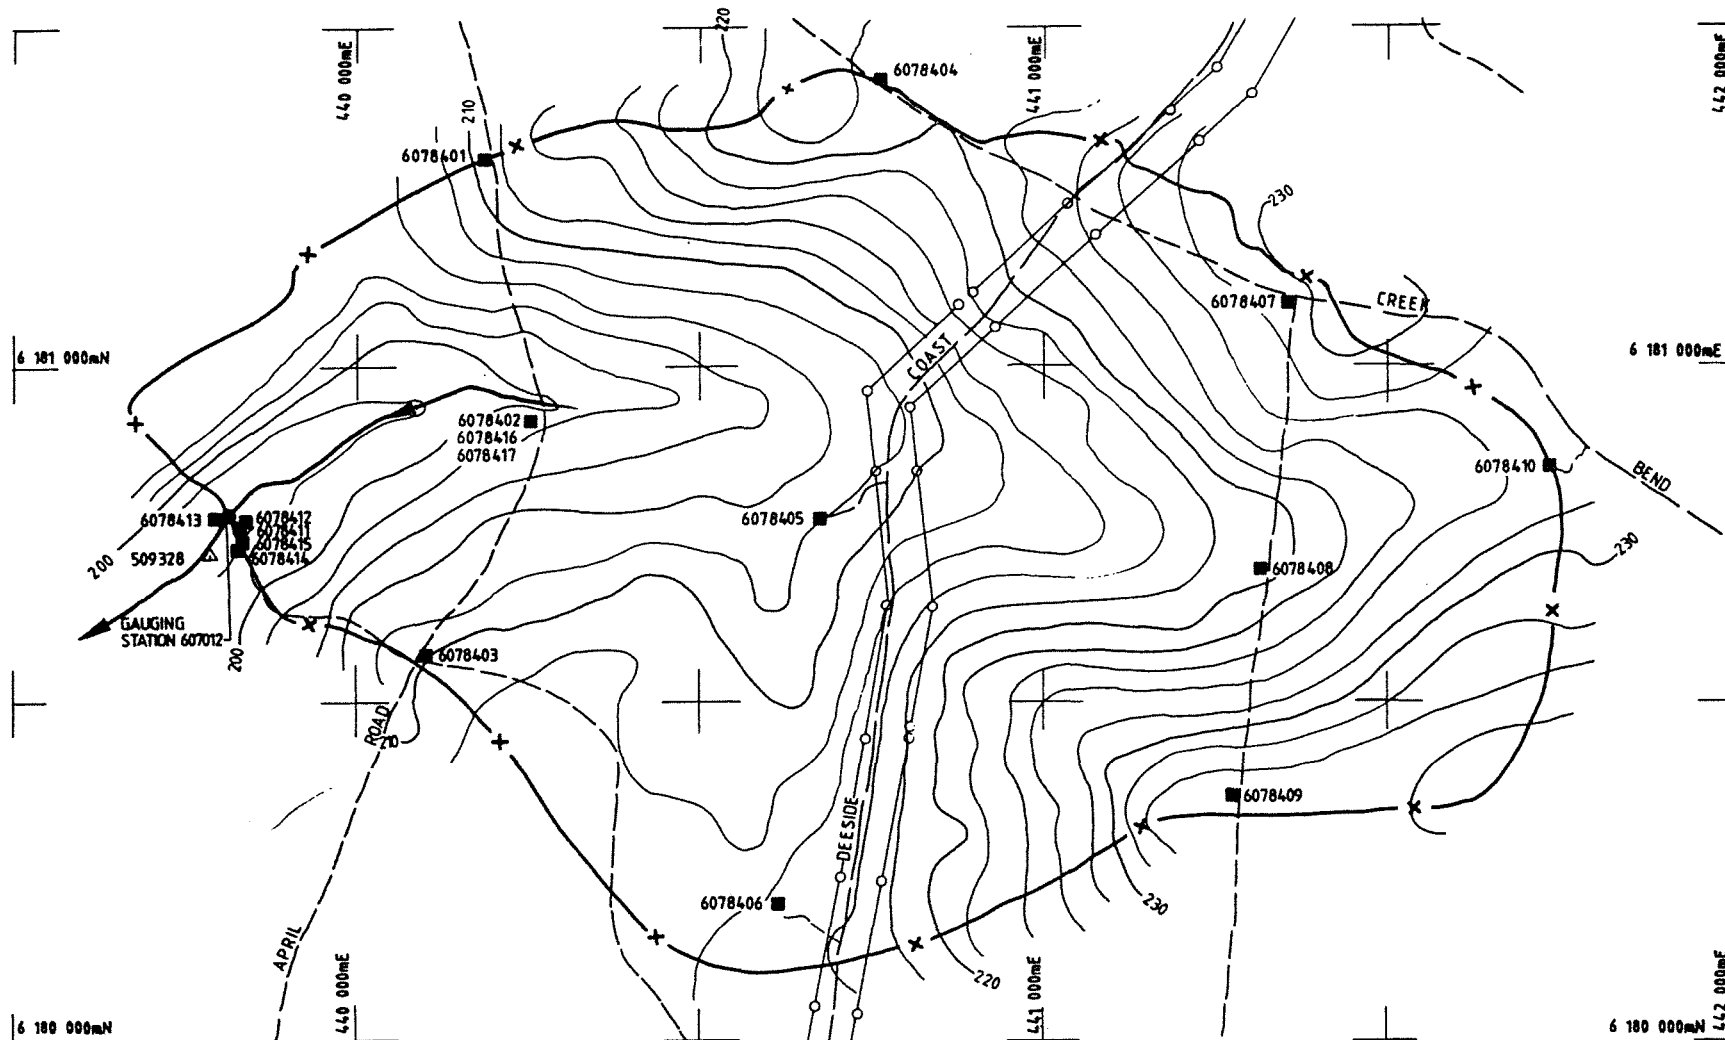 220
440 000mE
441 000mE
442 000mE
6078404
210
6078401
230
6078407
CREEK
6 181 000mN
6 181 000mE
COAST
6078402
6078416
6078417
6078410
BEND
6078405
6078413
6078412
6078411
6078415
6078414
509328
200
6078408
230
GAUGING
STATION 607012
200
6078403
ROAD
210
6078409
DEESIDE
6078406
230
APRIL
220
440 000mE
441 000mE
442 000mE
6 180 000mN
6 180 000mN